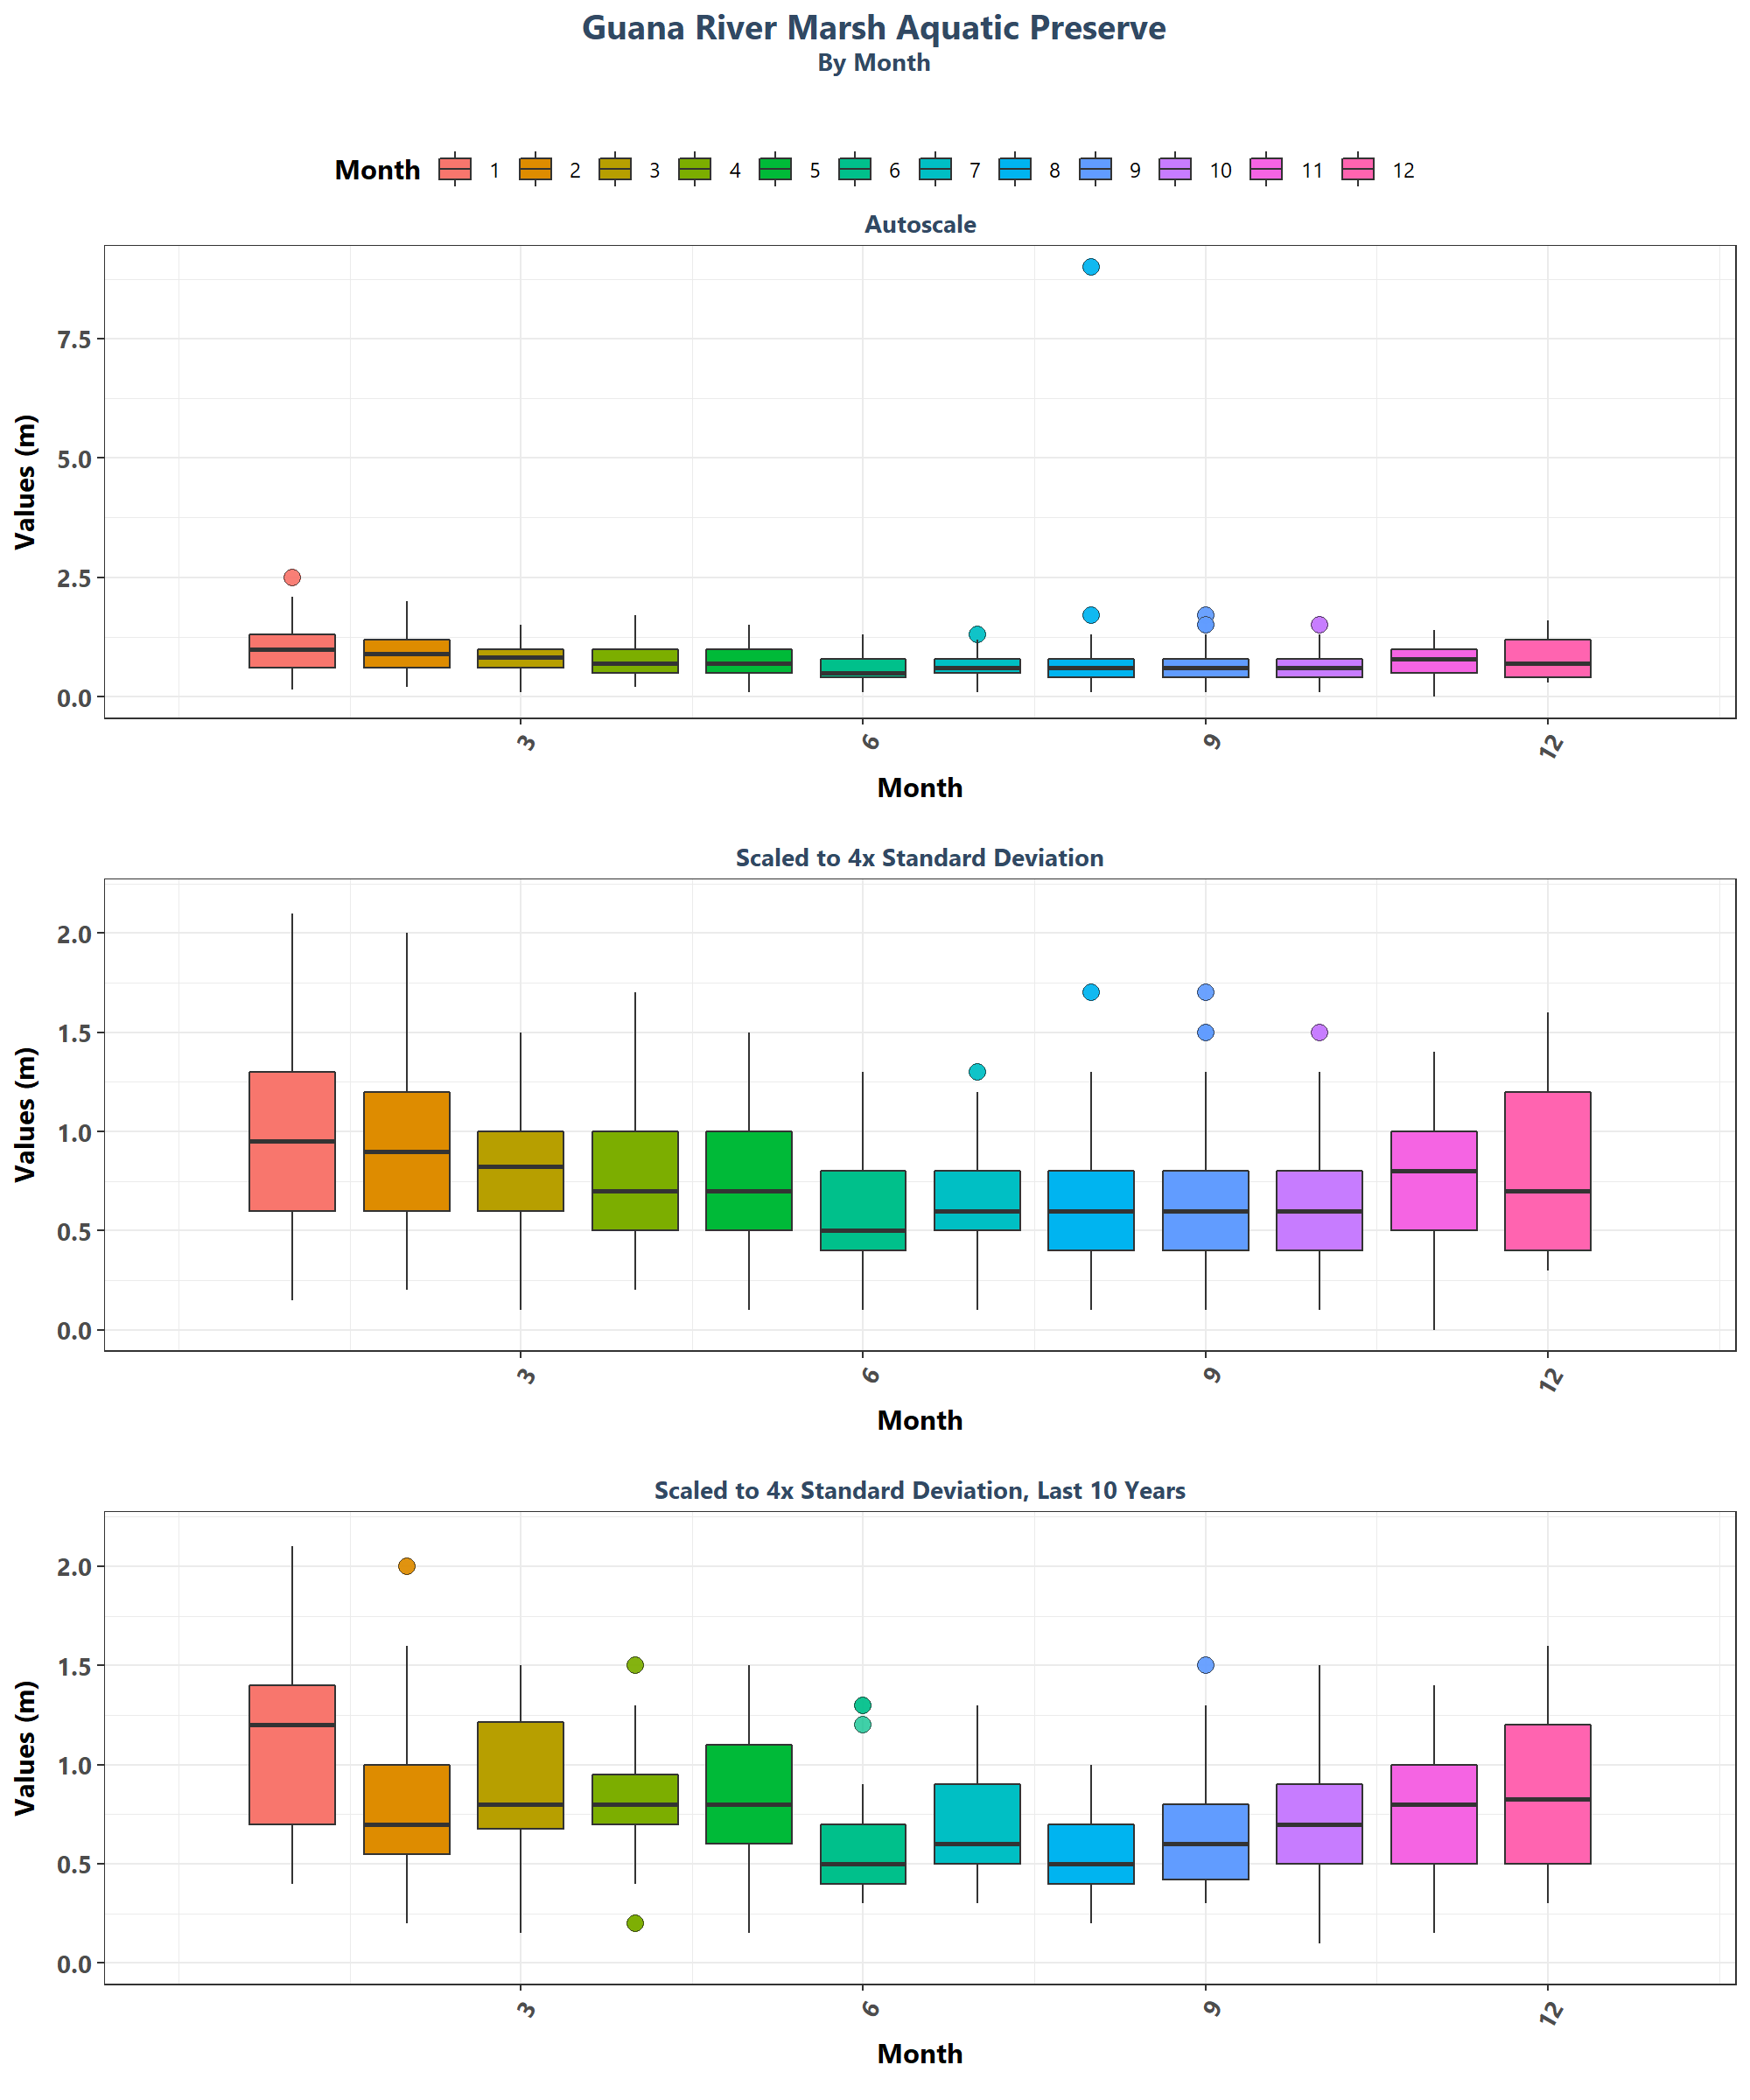 Guana River Marsh Aquatic Preserve
By Month
Month 1 2 3 4 5 6 7 8 9 10 11 12
Autoscale
Values (m)
7.5
5.0
2.5
0.0
3 6 9 12
Month
Scaled to 4x Standard Deviation
Values (m)
2.0
1.5
1.0
0.5
0.0
3 6 9 12
Month
Scaled to 4x Standard Deviation, Last 10 Years
Values (m)
2.0
1.5
1.0
0.5
0.0
3 6 9 12
Month